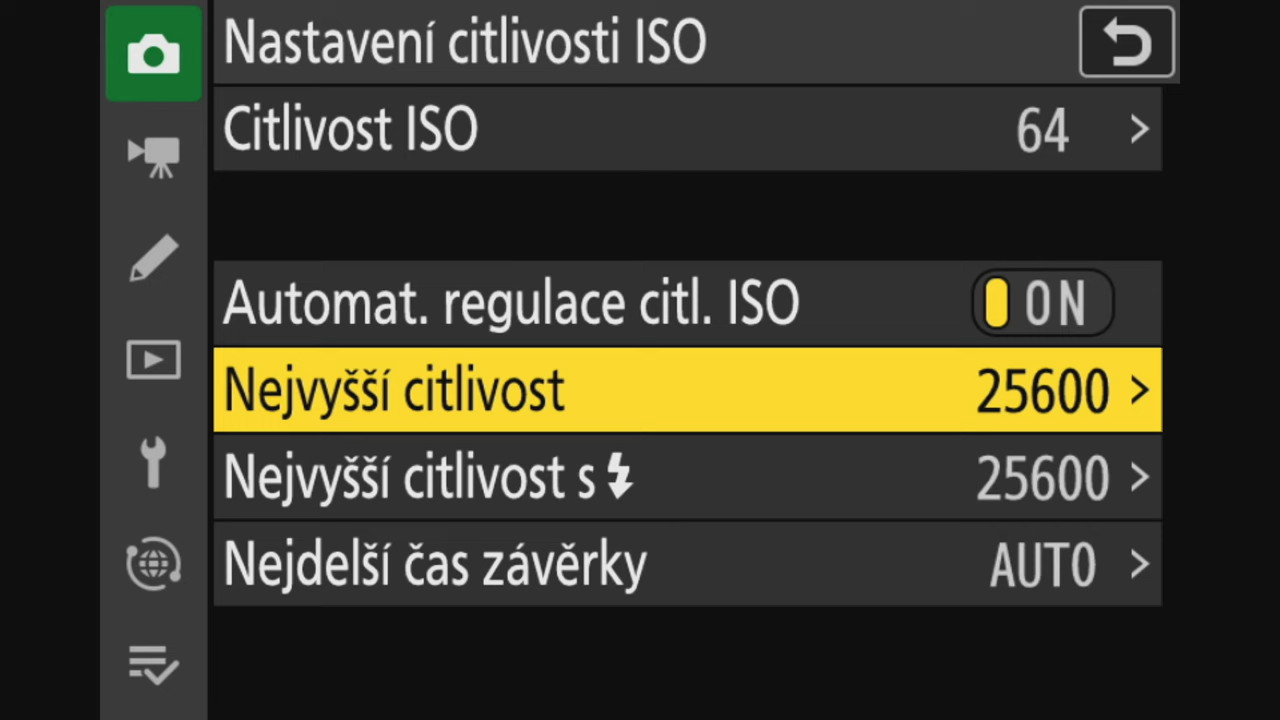 Nastavení citlivosti ISO
Citlivost ISO 64 >
Automat. regulace citl. ISO ON
Nejvyšší citlivost 25600 >
Nejvyšší citlivost s 25600 >
Nejdelší čas závěrky AUTO >